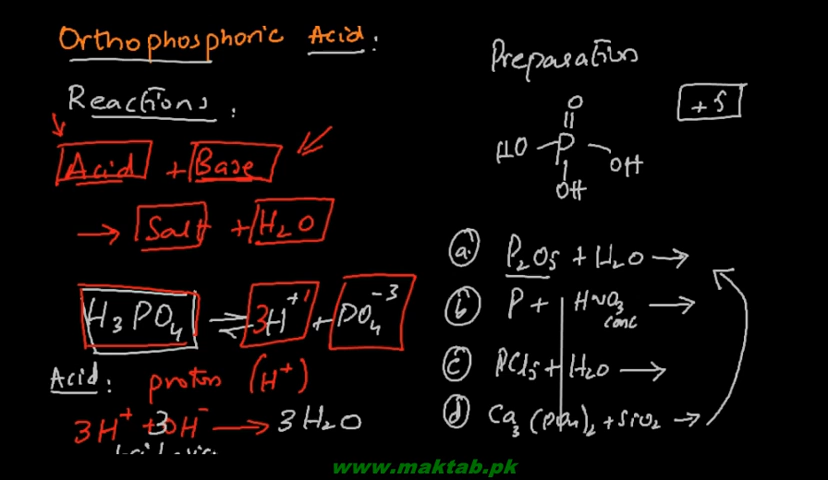 Orthophosphoric Acid:
Reactions:
Acid + Base
→ Salt + H2O
H3PO4 ⇌ 3H+1 + PO4-3
Acid: proton (H+)
3H+ + 3OH- → 3H2O
Preparation
+5
O
HO P OH
OH
(a) P2O5 + H2O →
(b) P + HNO3 →
conc
(c) PCl5 + H2O →
(d) Ca3(PO4)2 + SiO2 →
www.maktab.pk